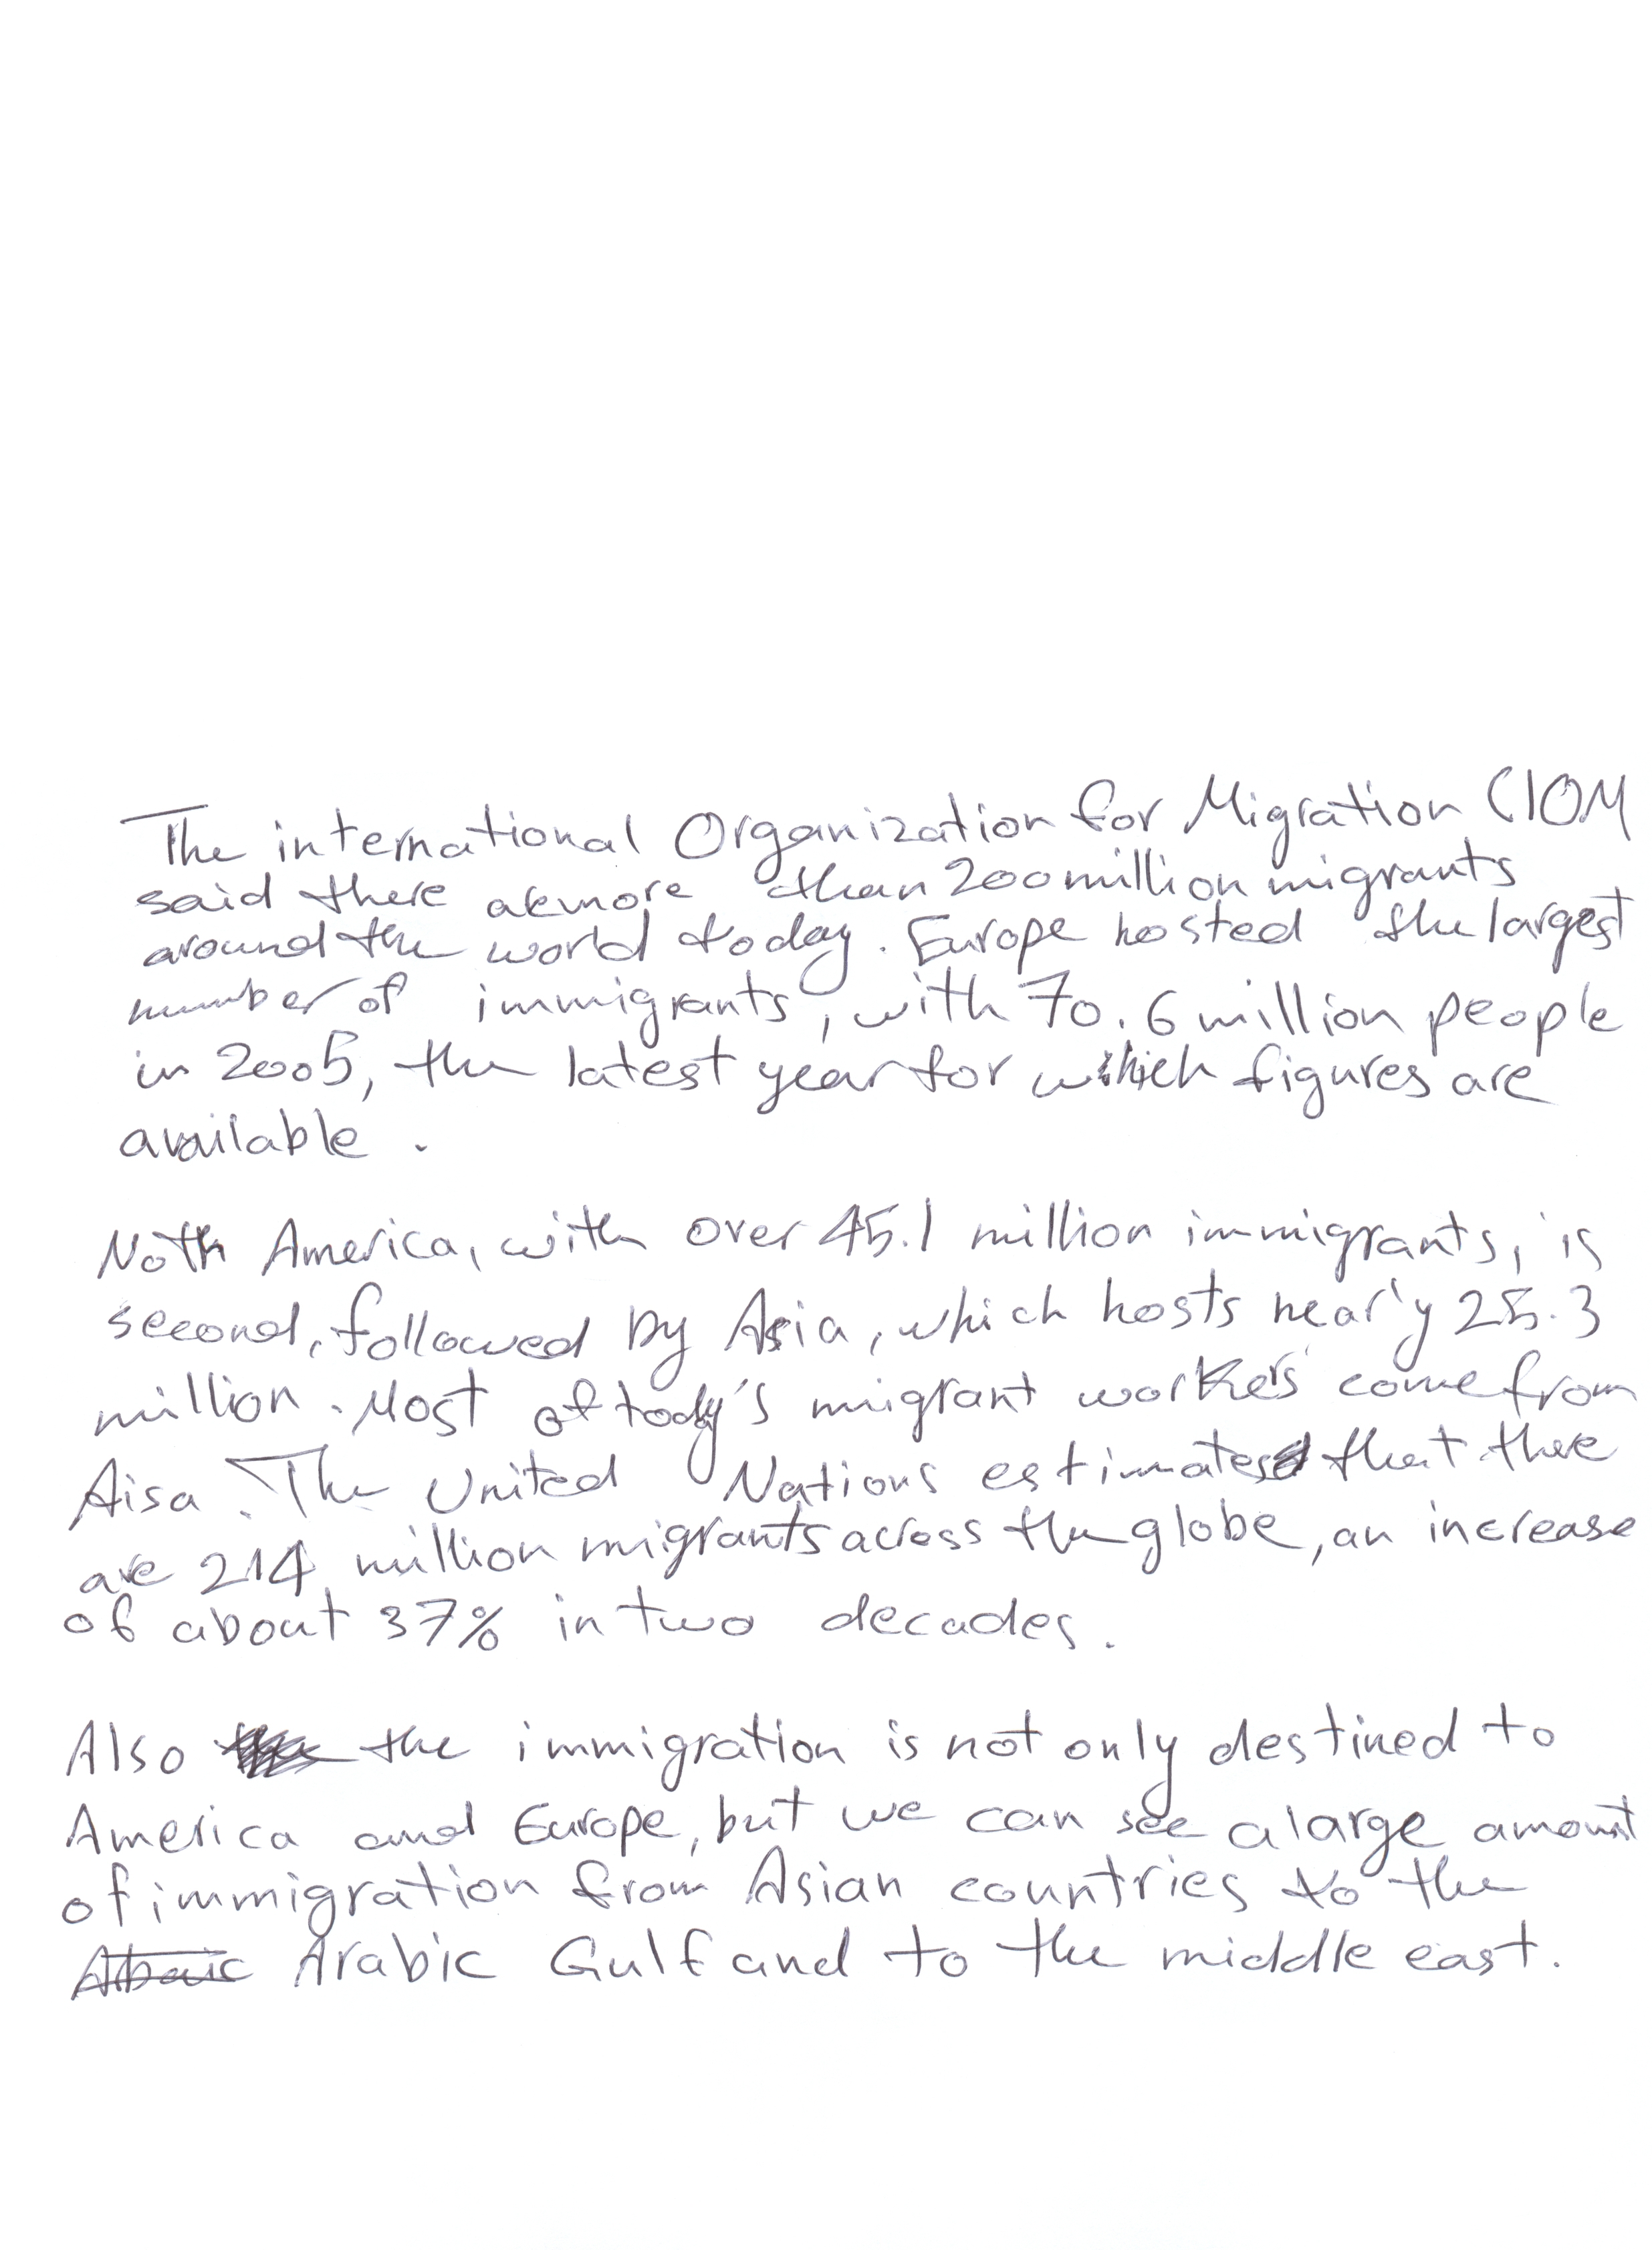 The international Organization for Migration (IOM
said there are more than 200 million migrants
around the world today. Europe hosted the largest
number of immigrants, with 70.6 million people
in 2005, the latest year for which figures are
available .
Noth America, with over 45.1 million immigrants, is
second, followed by Asia, which hosts nearly 25.3
million . Most of tody's migrant workers come from
Aisa . The United Nations estimates that there
are 214 million migrants across the globe, an increase
of about 37% in two decades .
Also the immigration is not only destined to
America and Europe, but we can see a large amount
of immigration from Asian countries to the
Arabic Gulf and to the middle east.